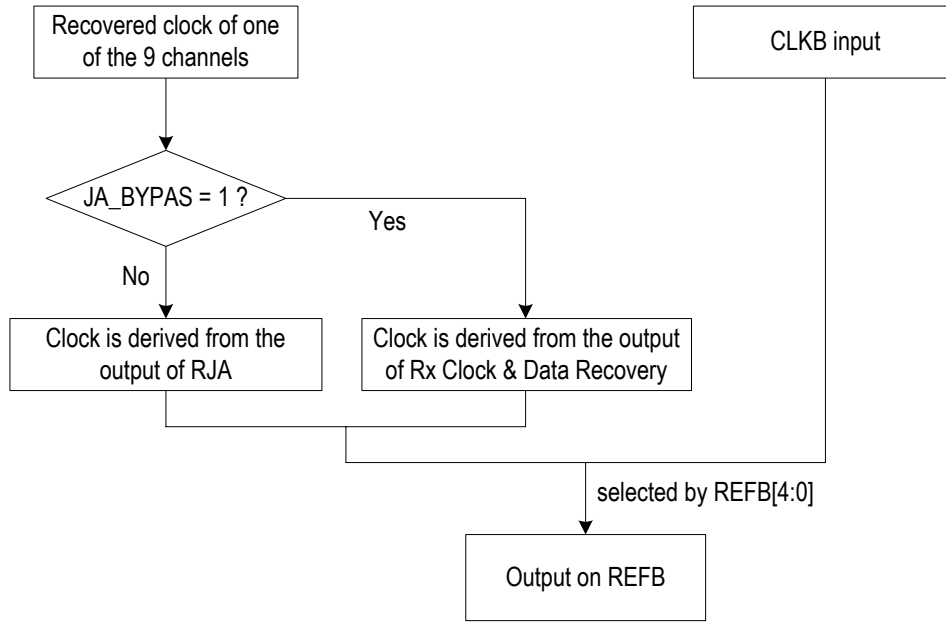 Recovered clock of one
of the 9 channels
CLKB input
JA_BYPAS = 1 ?
Yes
No
Clock is derived from the
output of RJA
Clock is derived from the output
of Rx Clock & Data Recovery
selected by REFB[4:0]
Output on REFB